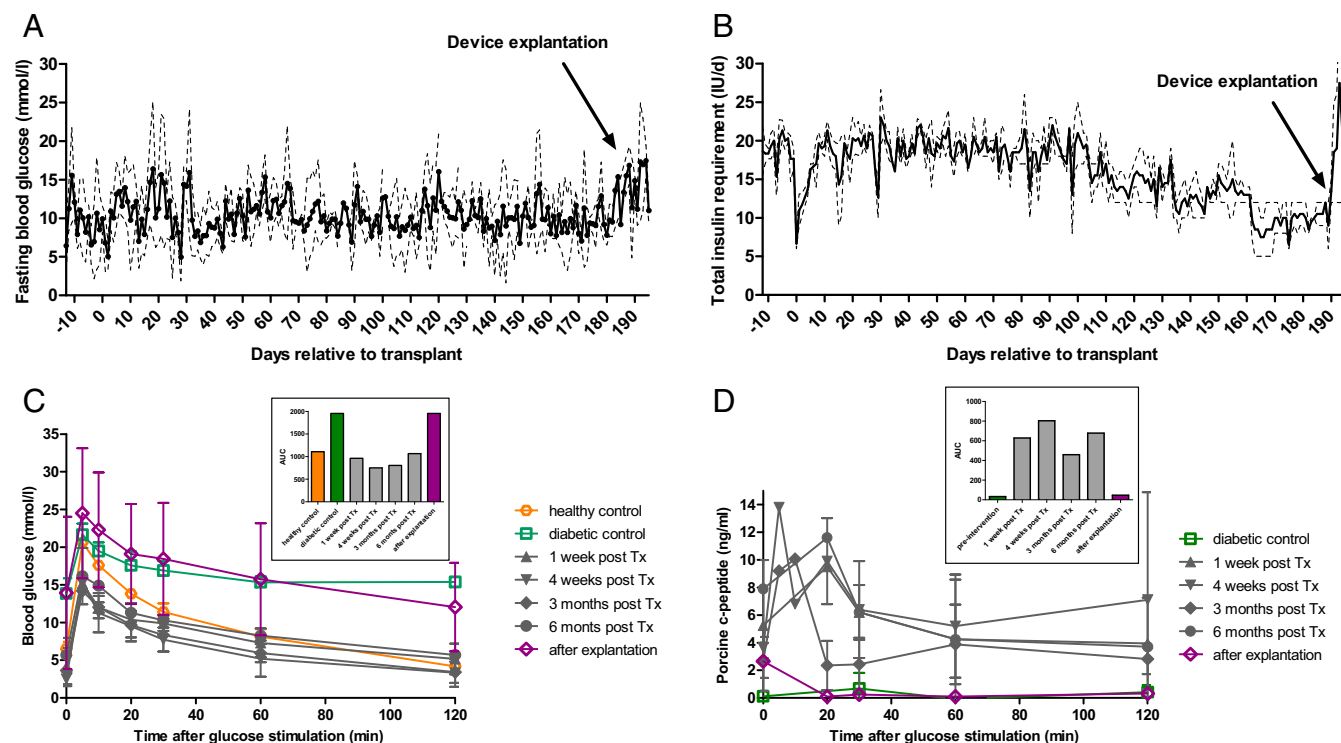 A
Device explantation
Fasting blood glucose (mmol/l)
30
25
20
15
10
5
0
-10 0 10 20 30 40 50 60 70 80 90 100 110 120 130 140 150 160 170 180 190
Days relative to transplant
B
Device explantation
Total insulin requirement (IU/d)
30
25
20
15
10
5
0
-10 0 10 20 30 40 50 60 70 80 90 100 110 120 130 140 150 160 170 180 190
Days relative to transplant
C
Blood glucose (mmol/l)
35
30
25
20
15
10
5
0
0 20 40 60 80 100 120
Time after glucose stimulation (min)
AUC
2000
1500
1000
500
0
healthy control
diabetic control
1 week post Tx
4 weeks post Tx
3 months post Tx
6 months post Tx
after explantation
healthy control
diabetic control
1 week post Tx
4 weeks post Tx
3 months post Tx
6 monts post Tx
after explantation
D
Porcine c-peptide (ng/ml)
14
12
10
8
6
4
2
0
0 20 40 60 80 100 120
Time after glucose stimulation (min)
AUC
1000
800
600
400
200
0
pre-intervention
1 week post Tx
4 weeks post Tx
3 months post Tx
6 months post Tx
after explantation
diabetic control
1 week post Tx
4 weeks post Tx
3 months post Tx
6 months post Tx
after explantation